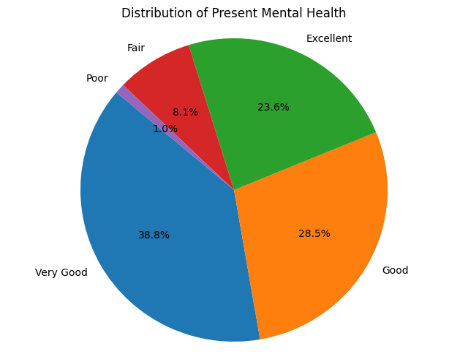 Distribution of Present Mental Health
Excellent
Fair
Poor
23.6%
8.1%
1.0%
38.8%
28.5%
Very Good
Good